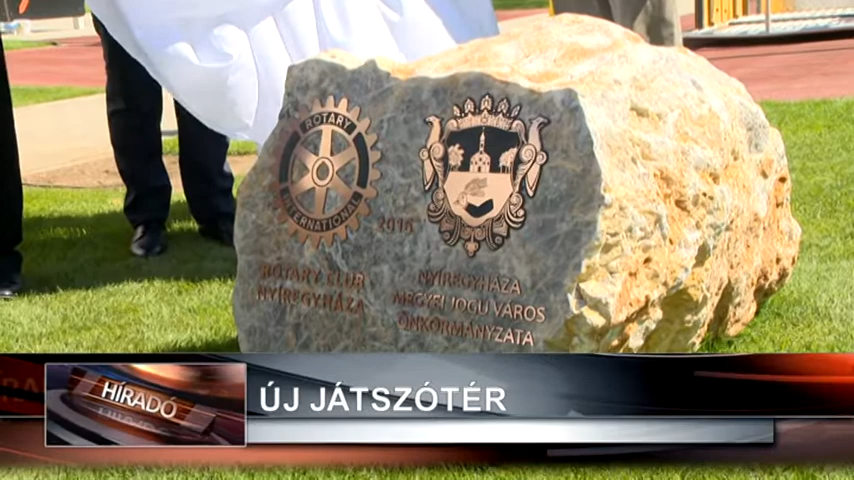 ROTARY
INTERNATIONAL
2016
ROTARY CLUB
NYÍREGYHÁZA
NYÍREGYHÁZA
MEGYEI JOGÚ VÁROS
ÖNKORMÁNYZATA
HÍRADÓ
ÚJ JÁTSZÓTÉR